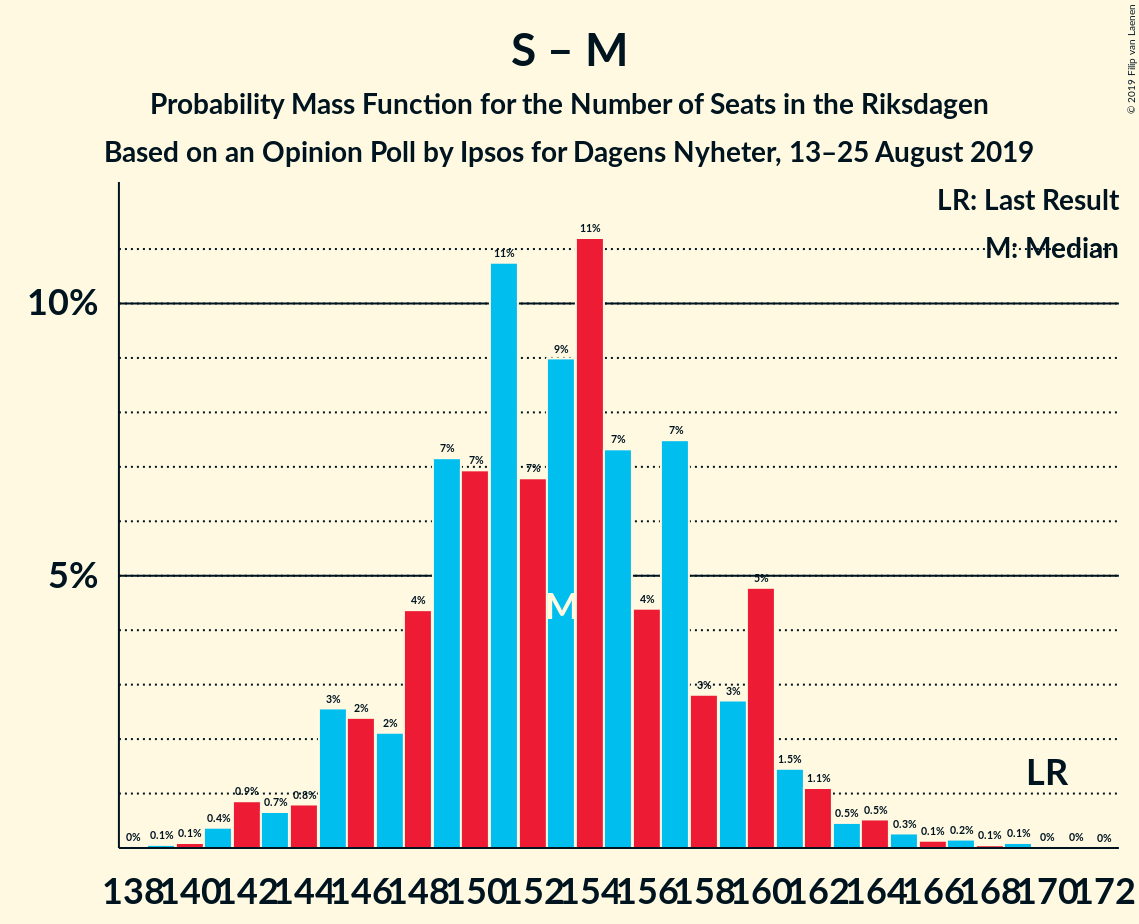 S – M
Probability Mass Function for the Number of Seats in the Riksdagen
Based on an Opinion Poll by Ipsos for Dagens Nyheter, 13–25 August 2019
© 2019 Filip van Laenen
LR: Last Result
M: Median
10%
5%
0% 0.1% 0.1% 0.4% 0.9% 0.7% 0.8% 3% 2% 2% 4% 7% 7% 11% 7% 9% 11% 7% 4% 7% 3% 3% 5% 1.5% 1.1% 0.5% 0.5% 0.3% 0.1% 0.2% 0.1% 0.1% 0% 0% 0%
M
LR
138 140 142 144 146 148 150 152 154 156 158 160 162 164 166 168 170 172